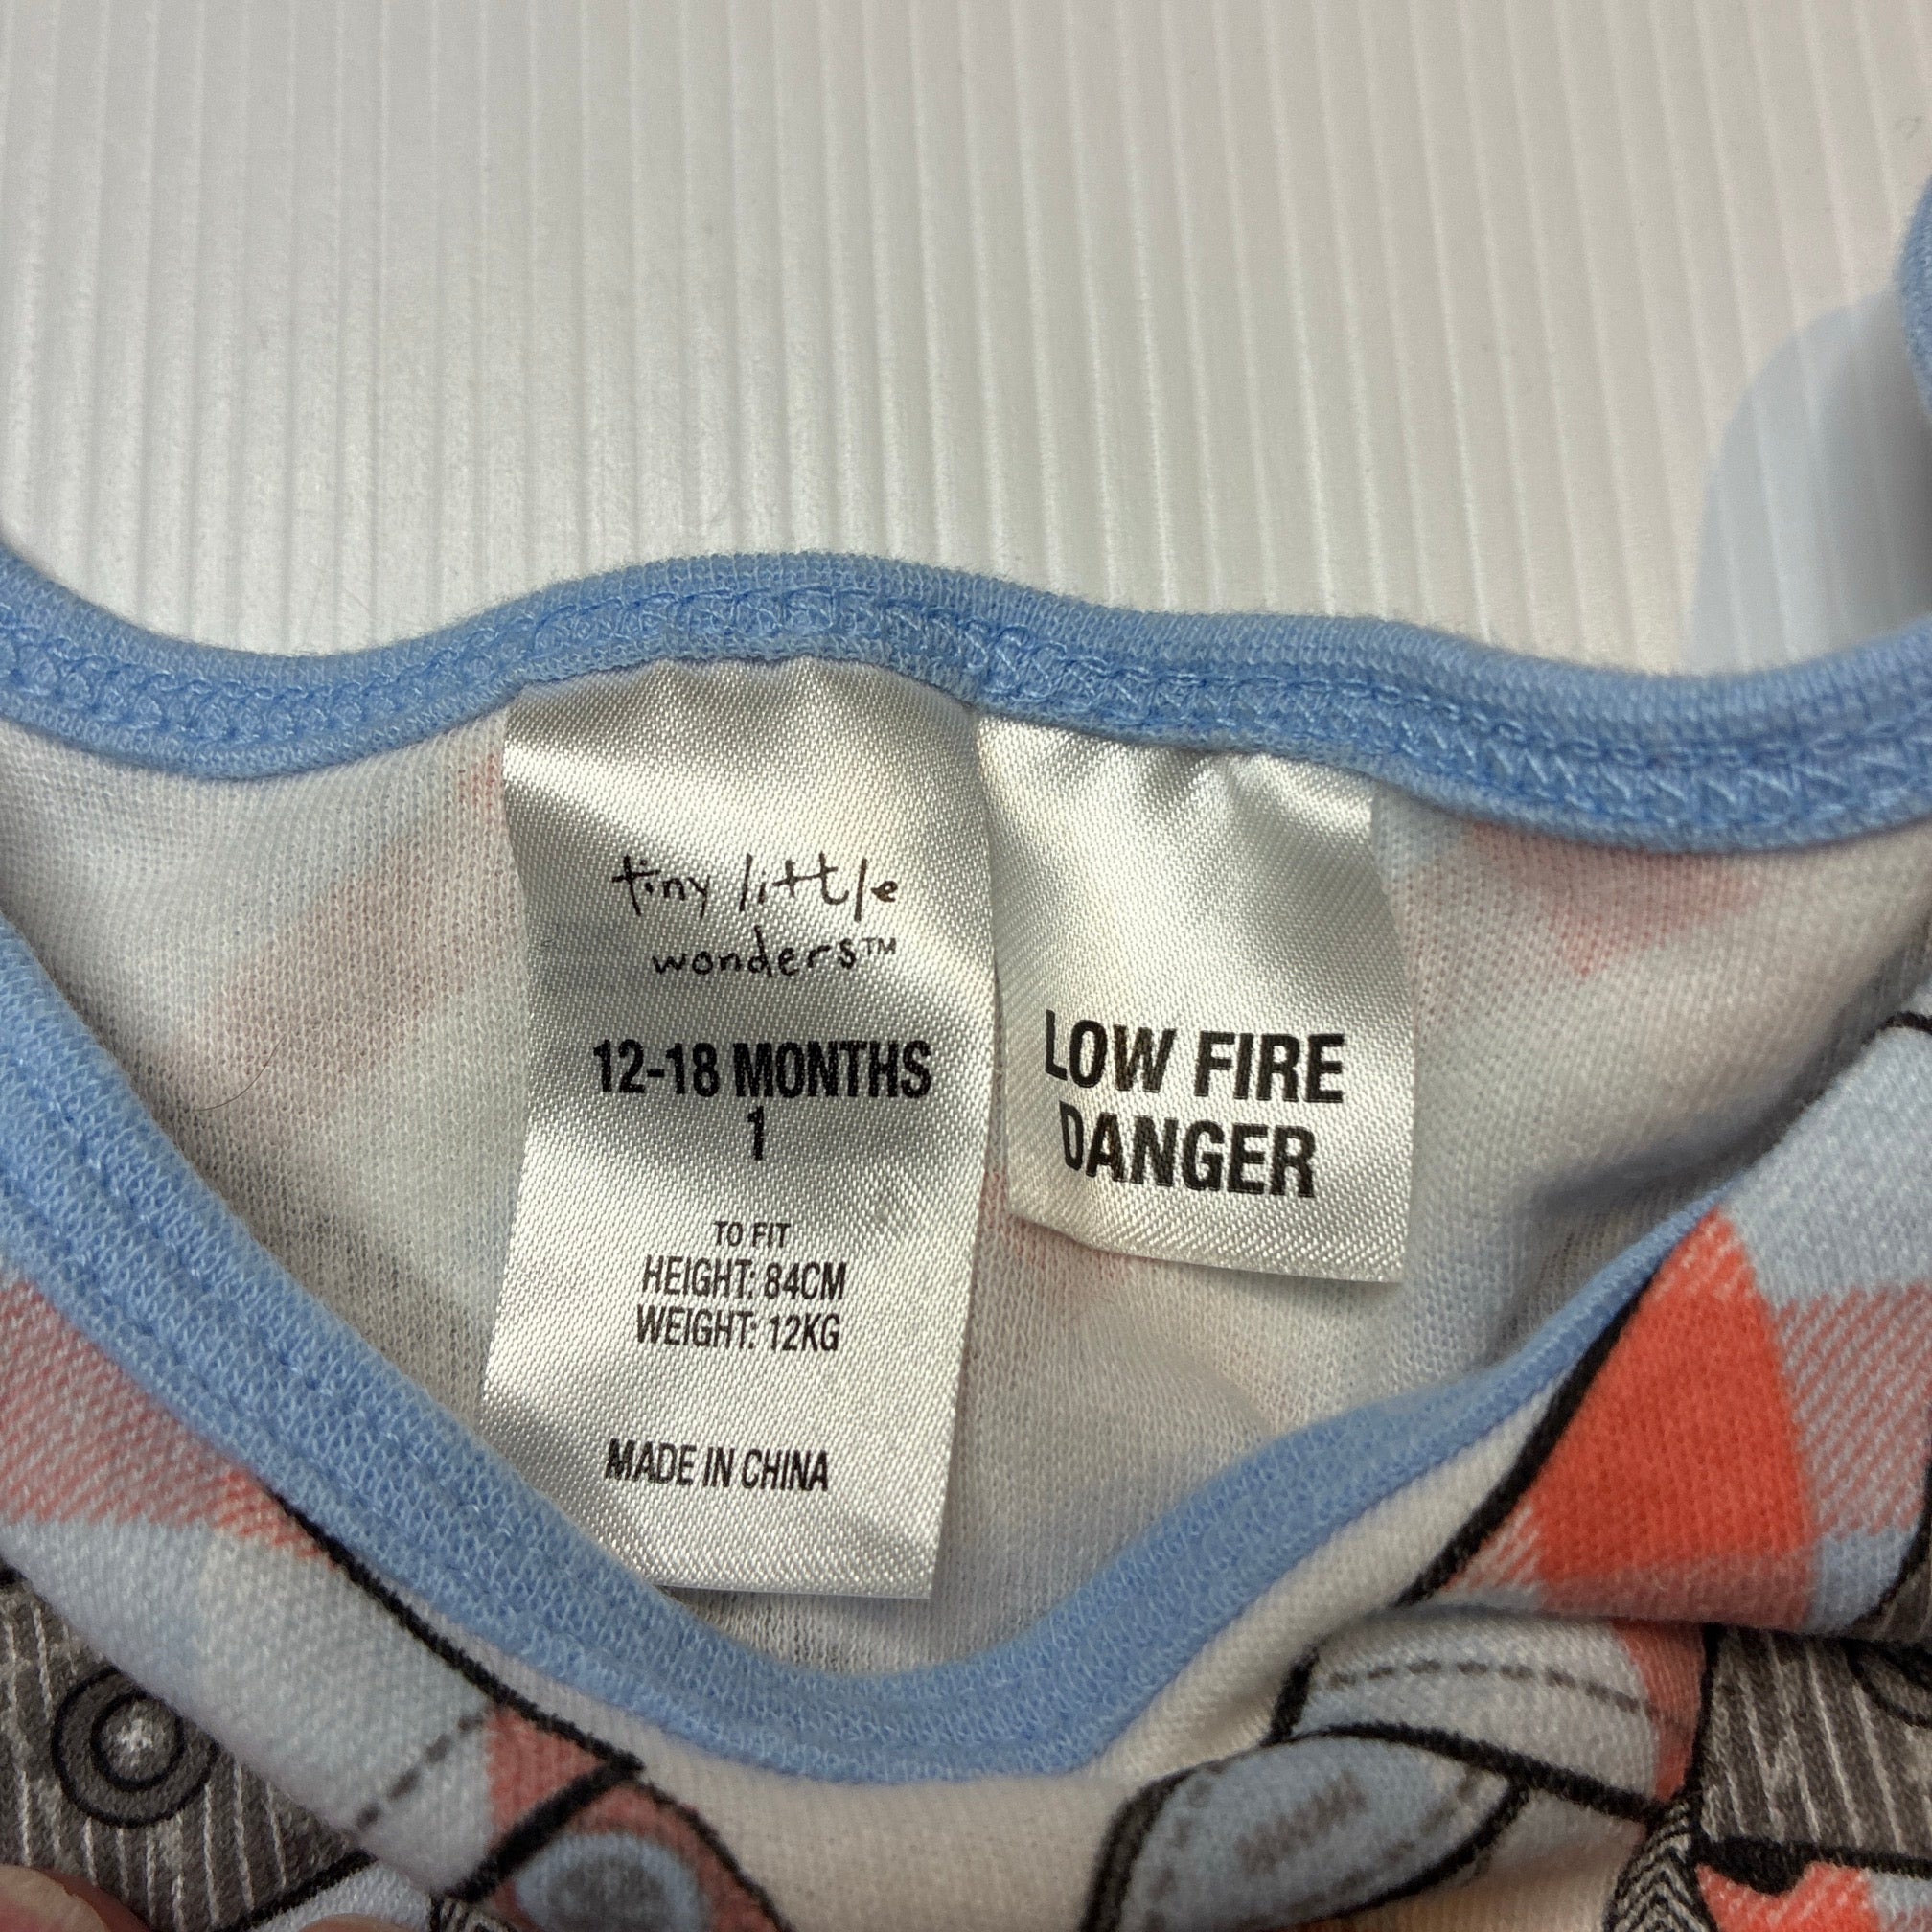 tiny little
wonders™
12-18 MONTHS
1
TO FIT
HEIGHT: 84CM
WEIGHT: 12KG
MADE IN CHINA
LOW FIRE
DANGER